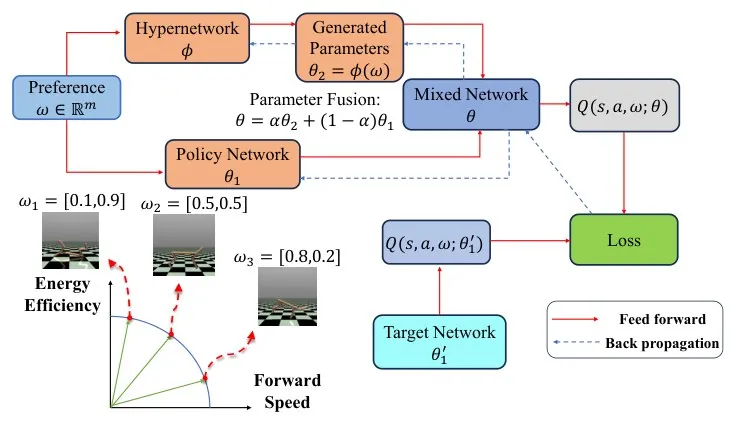 Hypernetwork
𝜙
Generated
Parameters
𝜃₂ = 𝜙(𝜔)
Preference
𝜔 ∈ ℝᵐ
Parameter Fusion:
𝜃 = 𝛼𝜃₂ + (1 − 𝛼)𝜃₁
Mixed Network
𝜃
𝑄(𝑠, 𝑎, 𝜔; 𝜃)
Policy Network
𝜃₁
𝜔₁ = [0.1,0.9]
𝜔₂ = [0.5,0.5]
𝜔₃ = [0.8,0.2]
𝑄(𝑠, 𝑎, 𝜔; 𝜃₁′)
Loss
Energy
Efficiency
Forward
Speed
Target Network
𝜃₁′
Feed forward
Back propagation